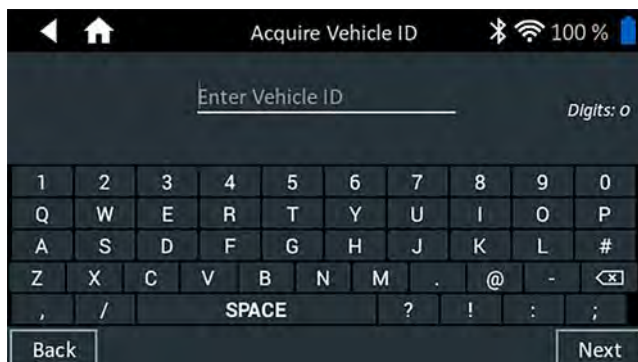 Acquire Vehicle ID 100 %
Enter Vehicle ID
Digits: 0
1 2 3 4 5 6 7 8 9 0
Q W E R T Y U I O P
A S D F G H J K L #
Z X C V B N M . @ -
, / SPACE ? ! : ;
Back Next